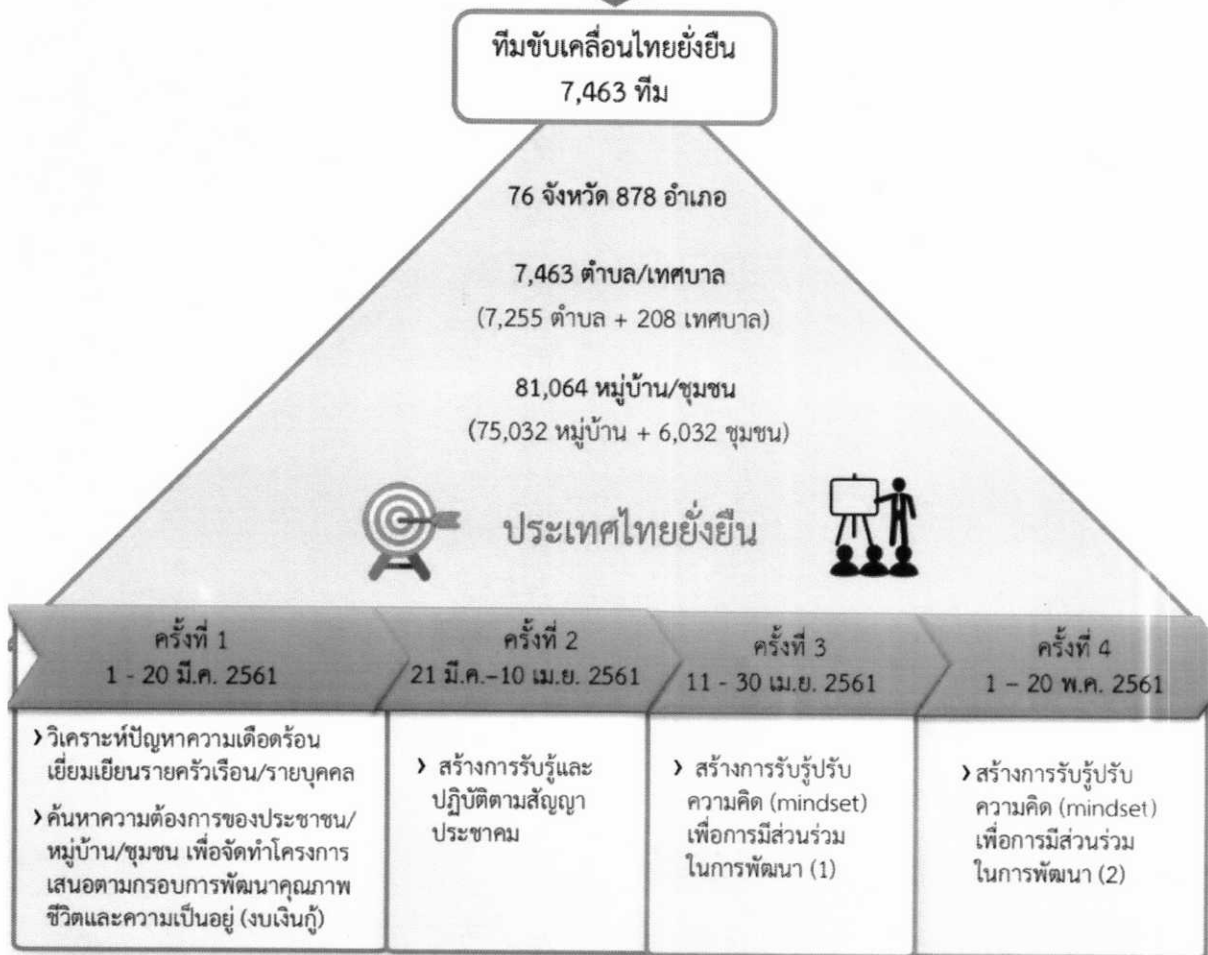 ทีมขับเคลื่อนไทยยั่งยืน
7,463 ทีม
76 จังหวัด 878 อำเภอ
7,463 ตำบล/เทศบาล
(7,255 ตำบล + 208 เทศบาล)
81,064 หมู่บ้าน/ชุมชน
(75,032 หมู่บ้าน + 6,032 ชุมชน)
ประเทศไทยยั่งยืน
ครั้งที่ 1
1 - 20 มี.ค. 2561
❯ วิเคราะห์ปัญหาความเดือดร้อน
เยี่ยมเยียนรายครัวเรือน/รายบุคคล
❯ ค้นหาความต้องการของประชาชน/
หมู่บ้าน/ชุมชน เพื่อจัดทำโครงการ
เสนอตามกรอบการพัฒนาคุณภาพ
ชีวิตและความเป็นอยู่ (งบเงินกู้)
ครั้งที่ 2
21 มี.ค.–10 เม.ย. 2561
❯ สร้างการรับรู้และ
ปฏิบัติตามสัญญา
ประชาคม
ครั้งที่ 3
11 - 30 เม.ย. 2561
❯ สร้างการรับรู้ปรับ
ความคิด (mindset)
เพื่อการมีส่วนร่วม
ในการพัฒนา (1)
ครั้งที่ 4
1 – 20 พ.ค. 2561
❯ สร้างการรับรู้ปรับ
ความคิด (mindset)
เพื่อการมีส่วนร่วม
ในการพัฒนา (2)